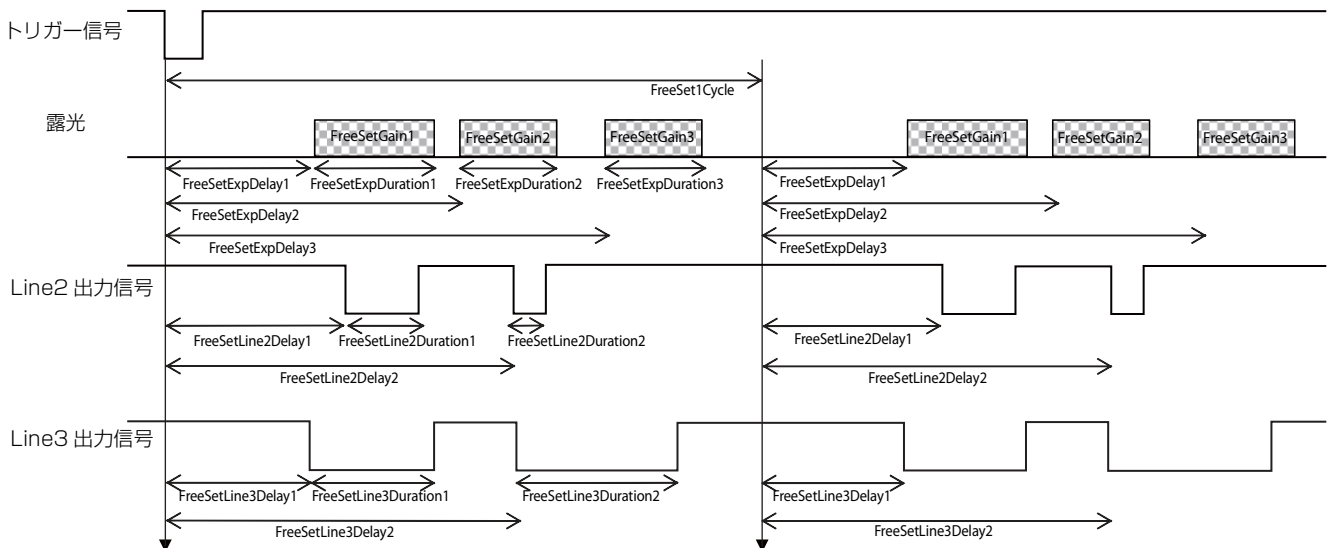 トリガー信号
FreeSet1Cycle
露光
FreeSetGain1 FreeSetGain2 FreeSetGain3 FreeSetGain1 FreeSetGain2 FreeSetGain3
FreeSetExpDelay1 FreeSetExpDuration1 FreeSetExpDuration2 FreeSetExpDuration3 FreeSetExpDelay1
FreeSetExpDelay2 FreeSetExpDelay2
FreeSetExpDelay3 FreeSetExpDelay3
Line2 出力信号
FreeSetLine2Delay1 FreeSetLine2Duration1 FreeSetLine2Duration2 FreeSetLine2Delay1
FreeSetLine2Delay2 FreeSetLine2Delay2
Line3 出力信号
FreeSetLine3Delay1 FreeSetLine3Duration1 FreeSetLine3Duration2 FreeSetLine3Delay1
FreeSetLine3Delay2 FreeSetLine3Delay2